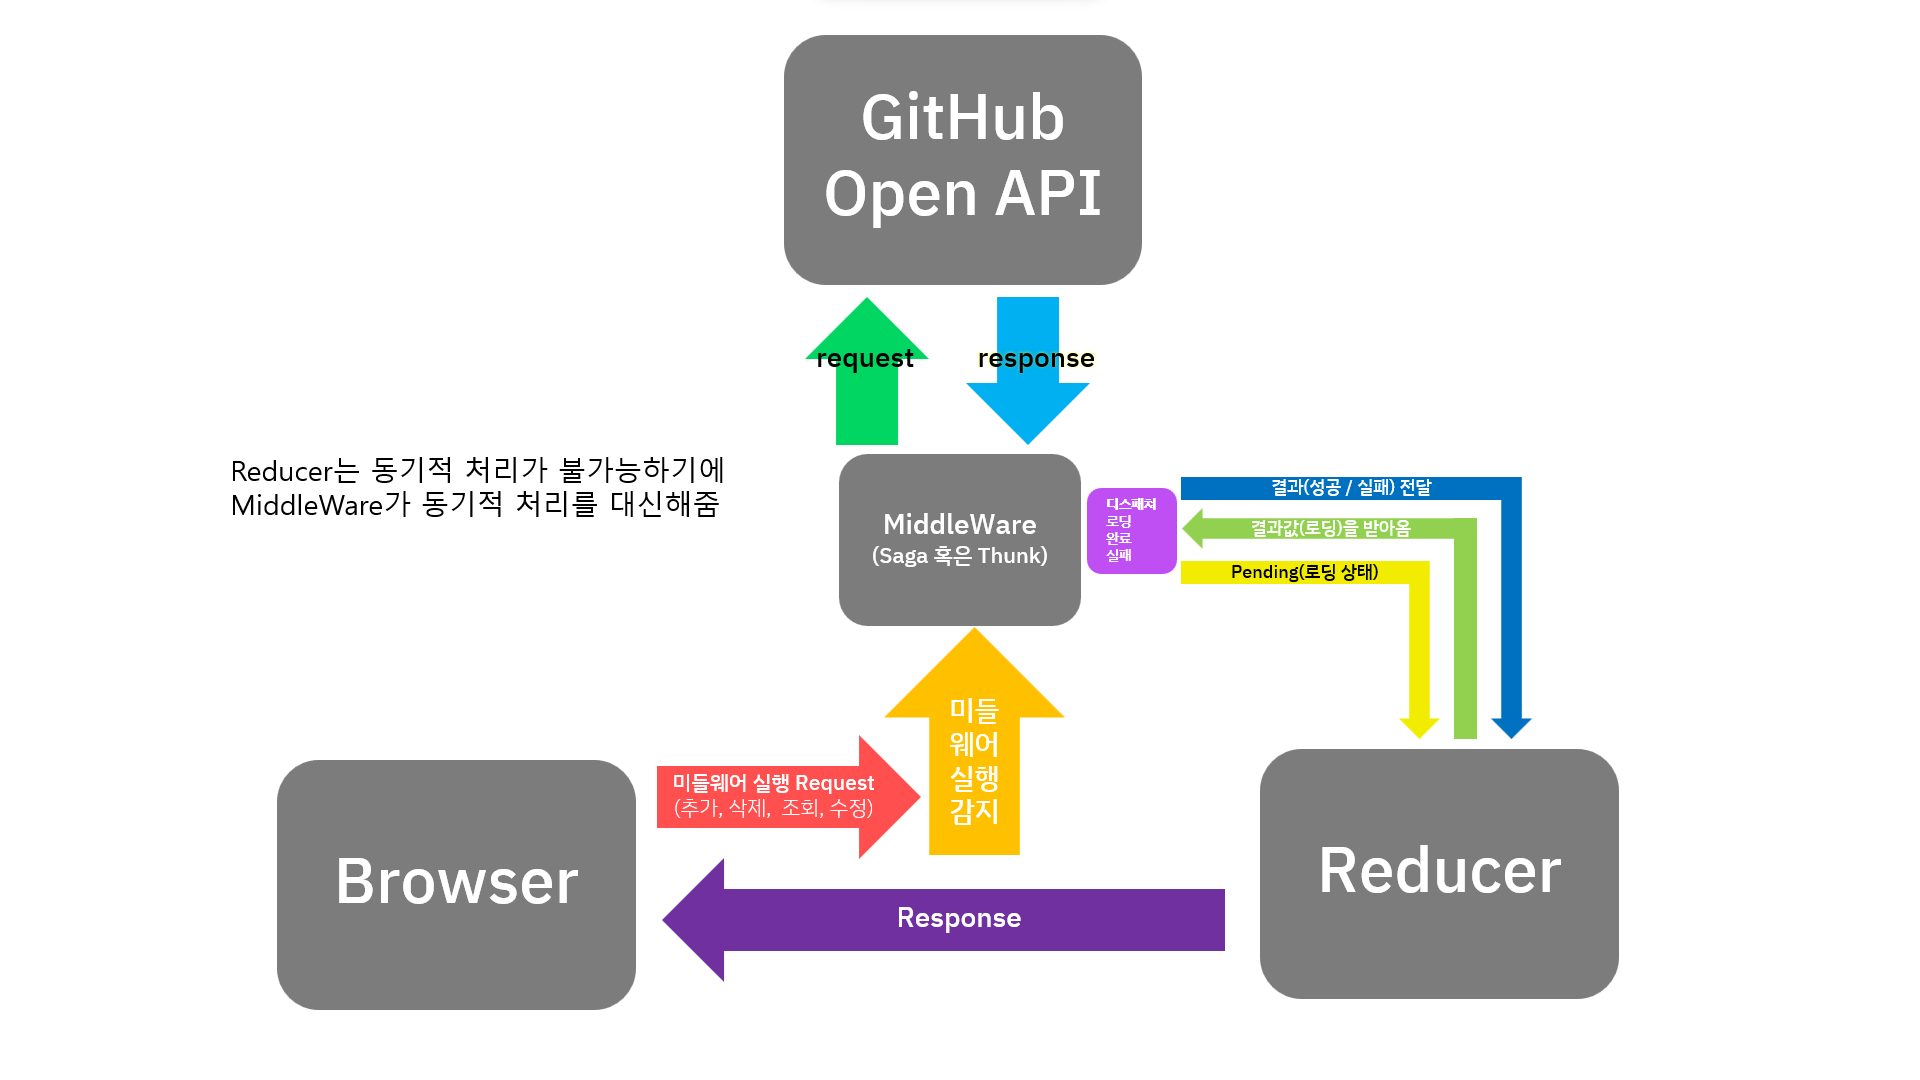 GitHub
Open API
request
response
Reducer는 동기적 처리가 불가능하기에
MiddleWare가 동기적 처리를 대신해줌
MiddleWare
(Saga 혹은 Thunk)
디스패처
로딩
완료
실패
결과(성공 / 실패) 전달
결과값(로딩)을 받아옴
Pending(로딩 상태)
미들
웨어
실행
감지
미들웨어 실행 Request
(추가, 삭제, 조회, 수정)
Browser
Response
Reducer